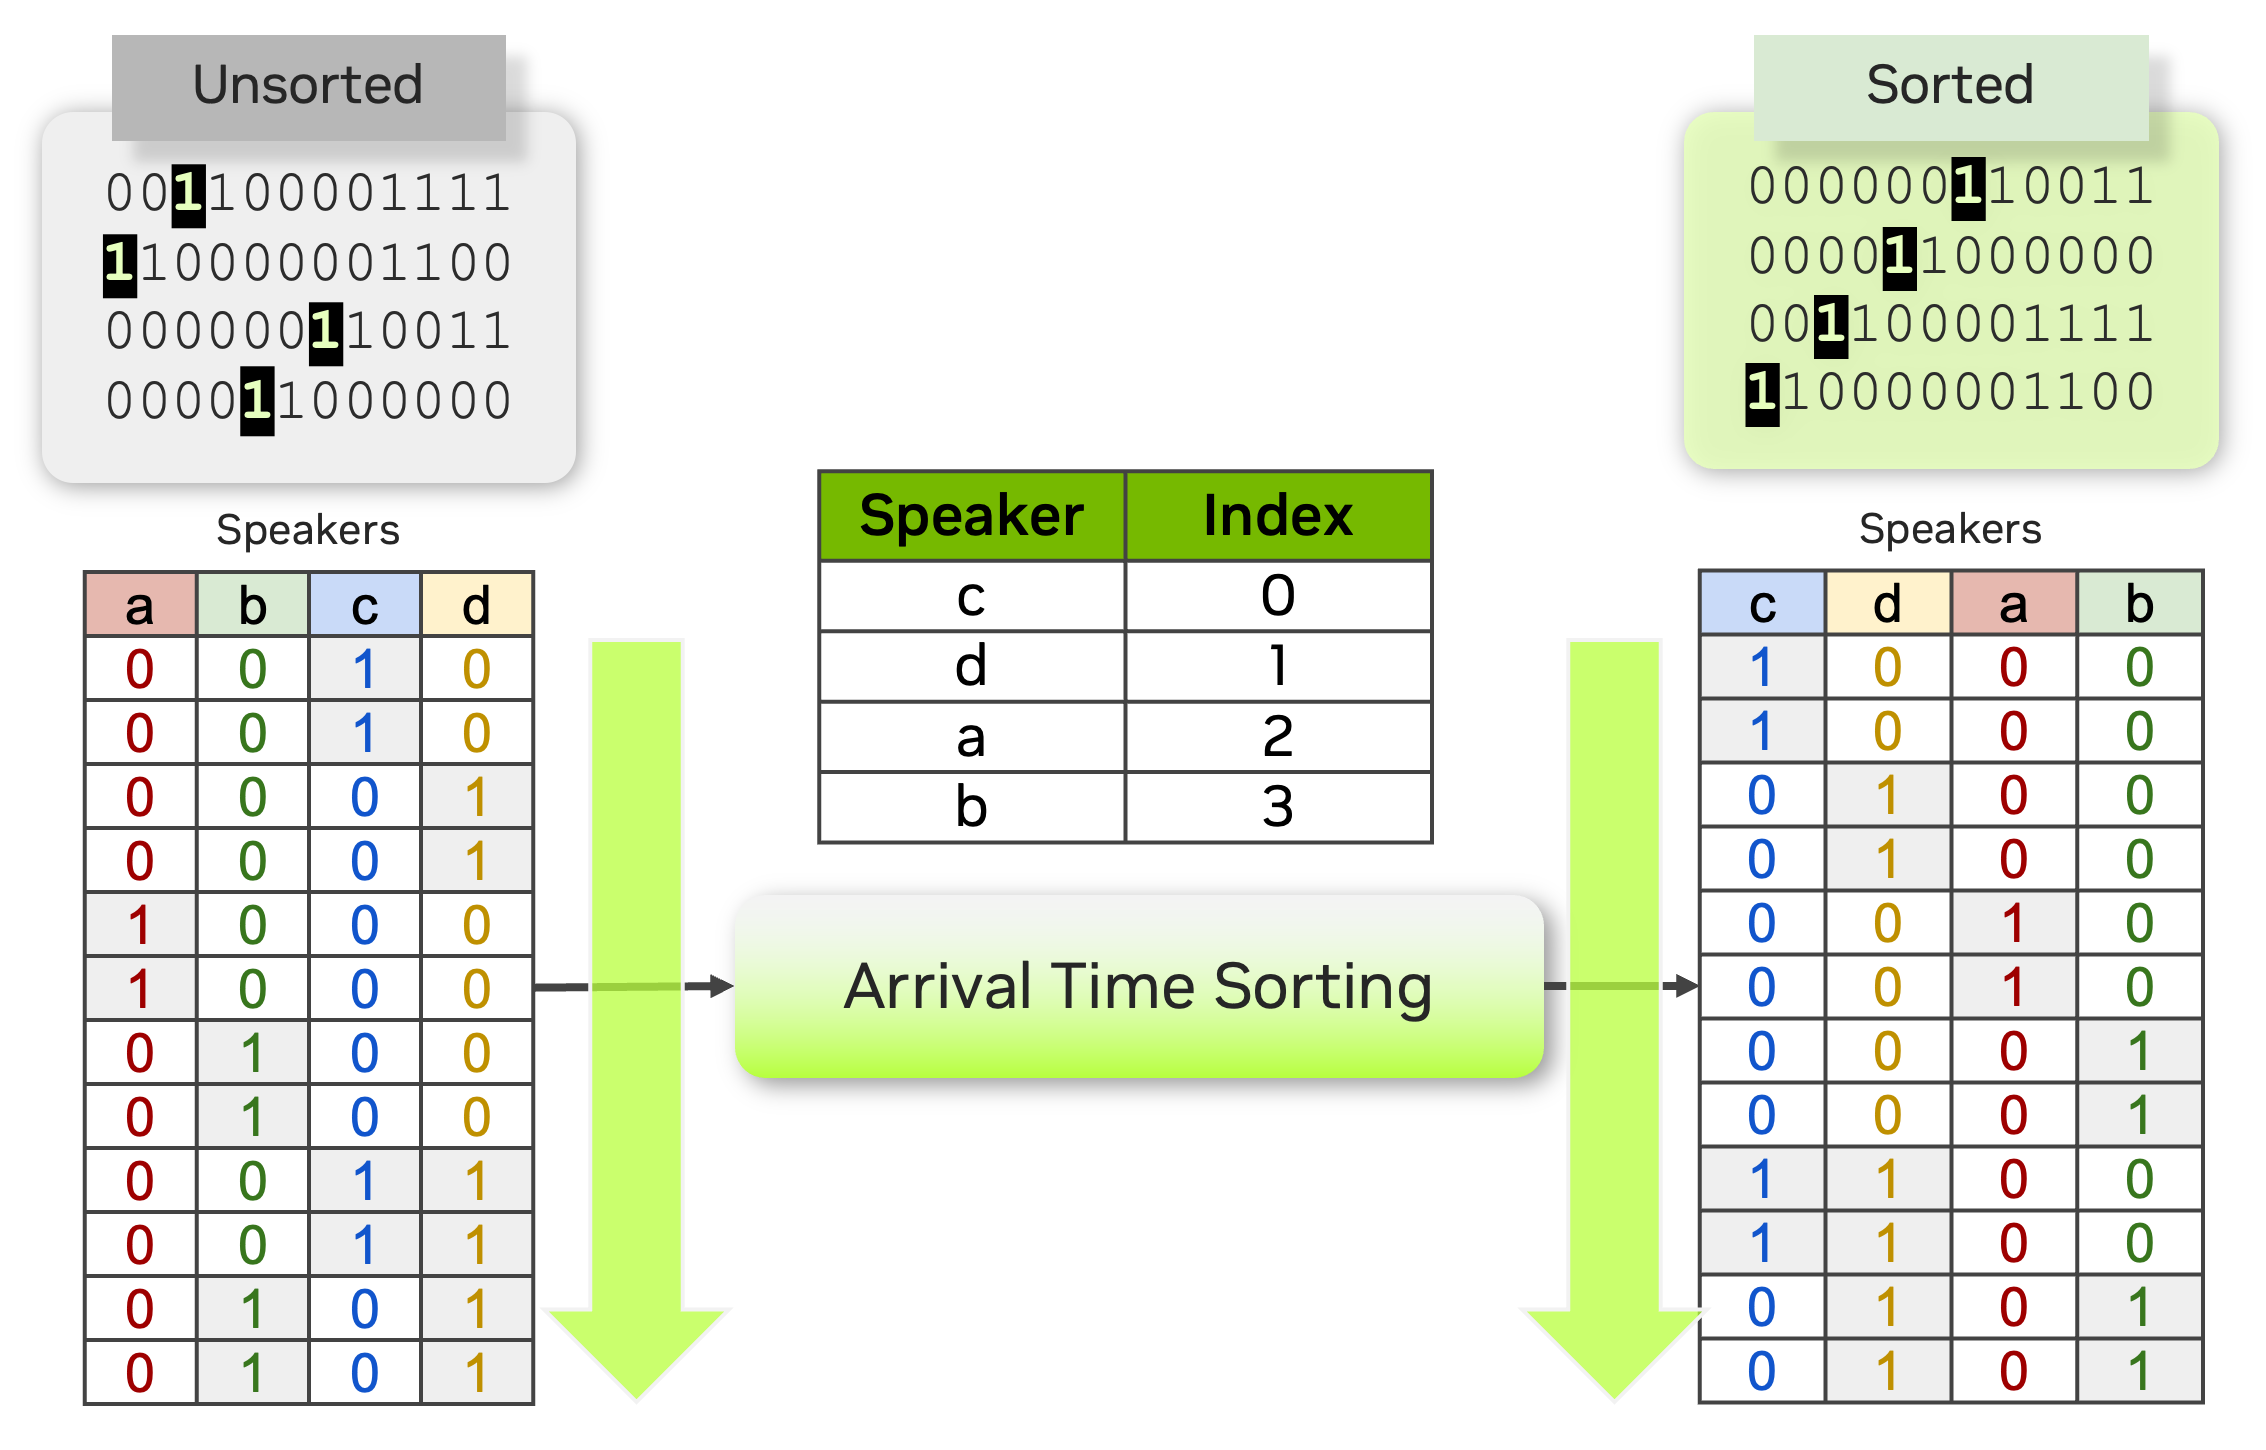 Unsorted
001100001111
110000001100
000000110011
000011000000
Speakers
a b c d
0 0 1 0
0 0 1 0
0 0 0 1
0 0 0 1
1 0 0 0
1 0 0 0
0 1 0 0
0 1 0 0
0 0 1 1
0 0 1 1
0 1 0 1
0 1 0 1
Speaker Index
c 0
d 1
a 2
b 3
Arrival Time Sorting
Sorted
000000110011
000011000000
001100001111
110000001100
Speakers
c d a b
1 0 0 0
1 0 0 0
0 1 0 0
0 1 0 0
0 0 1 0
0 0 1 0
0 0 0 1
0 0 0 1
1 1 0 0
1 1 0 0
0 1 0 1
0 1 0 1